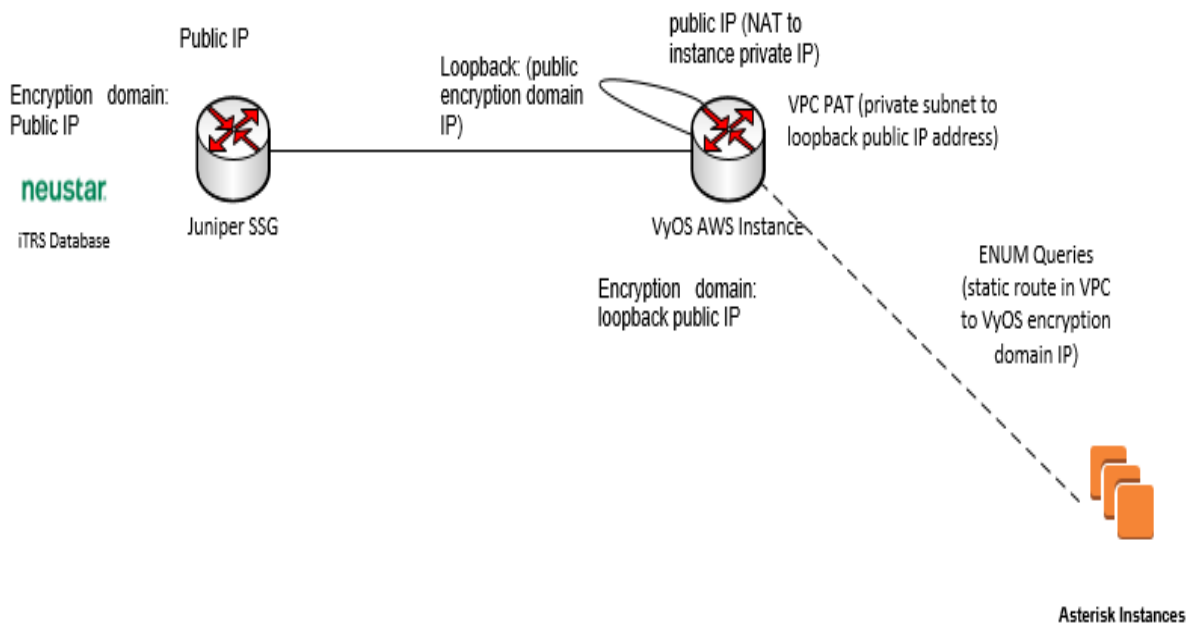 Public IP
Encryption domain:
Public IP
neustar
iTRS Database
Juniper SSG
Loopback: (public
encryption domain
IP)
public IP (NAT to
instance private IP)
VPC PAT (private subnet to
loopback public IP address)
VyOS AWS Instance
Encryption domain:
loopback public IP
ENUM Queries
(static route in VPC
to VyOS encryption
domain IP)
Asterisk Instances